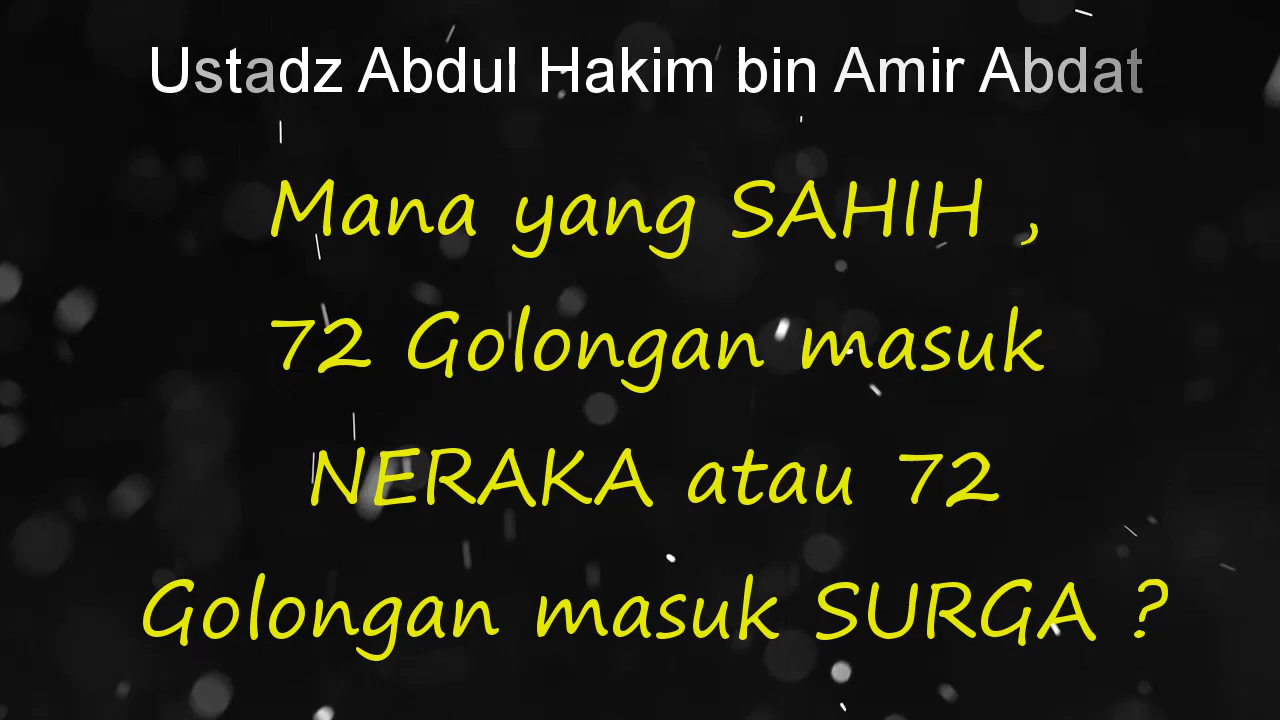 Ustadz Abdul Hakim bin Amir Abdat
Mana yang SAHIH ,
72 Golongan masuk
NERAKA atau 72
Golongan masuk SURGA ?